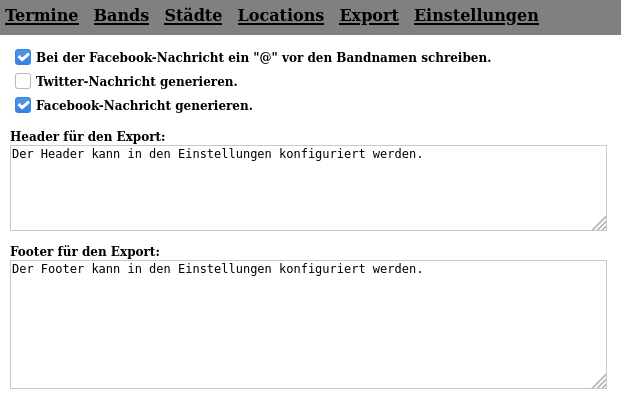 Termine Bands Städte Locations Export Einstellungen
Bei der Facebook-Nachricht ein "@" vor den Bandnamen schreiben.
Twitter-Nachricht generieren.
Facebook-Nachricht generieren.
Header für den Export:
Der Header kann in den Einstellungen konfiguriert werden.
Footer für den Export:
Der Footer kann in den Einstellungen konfiguriert werden.